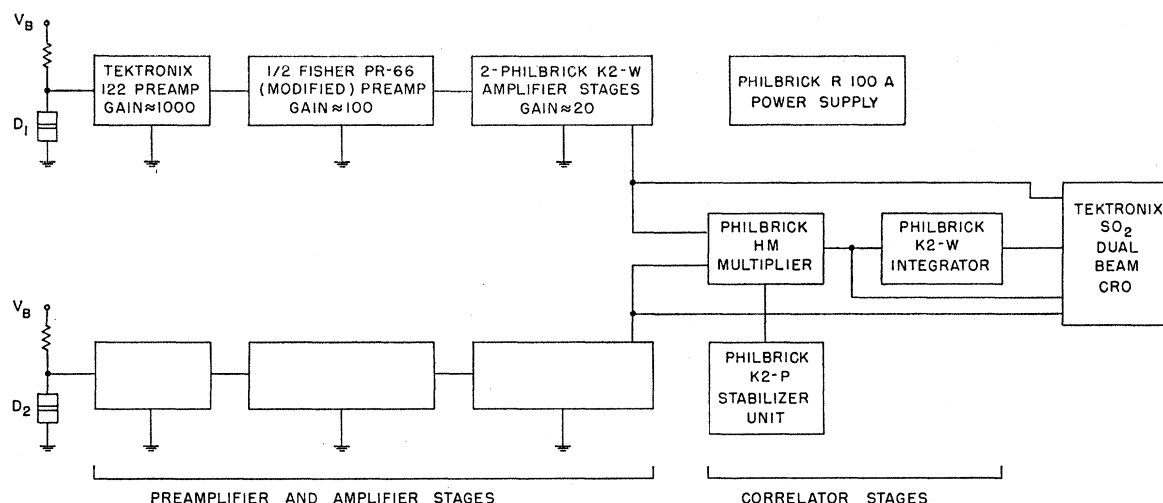 V_B
D_1
TEKTRONIX
122 PREAMP
GAIN≈1000
1/2 FISHER PR-66
(MODIFIED) PREAMP
GAIN≈100
2-PHILBRICK K2-W
AMPLIFIER STAGES
GAIN≈20
PHILBRICK R 100 A
POWER SUPPLY
PHILBRICK
HM
MULTIPLIER
PHILBRICK
K2-W
INTEGRATOR
TEKTRONIX
SO_2
DUAL
BEAM
CRO
V_B
D_2
PHILBRICK
K2-P
STABILIZER
UNIT
PREAMPLIFIER AND AMPLIFIER STAGES
CORRELATOR STAGES